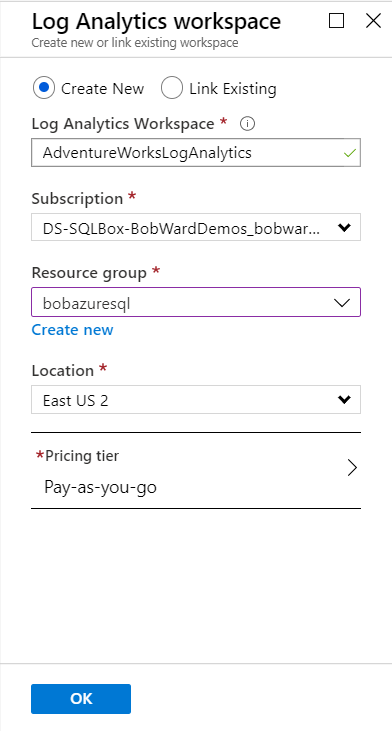 Log Analytics workspace
Create new or link existing workspace
Create New Link Existing
Log Analytics Workspace *
AdventureWorksLogAnalytics
Subscription *
DS-SQLBox-BobWardDemos_bobwar...
Resource group *
bobazuresql
Create new
Location *
East US 2
*Pricing tier
Pay-as-you-go
OK